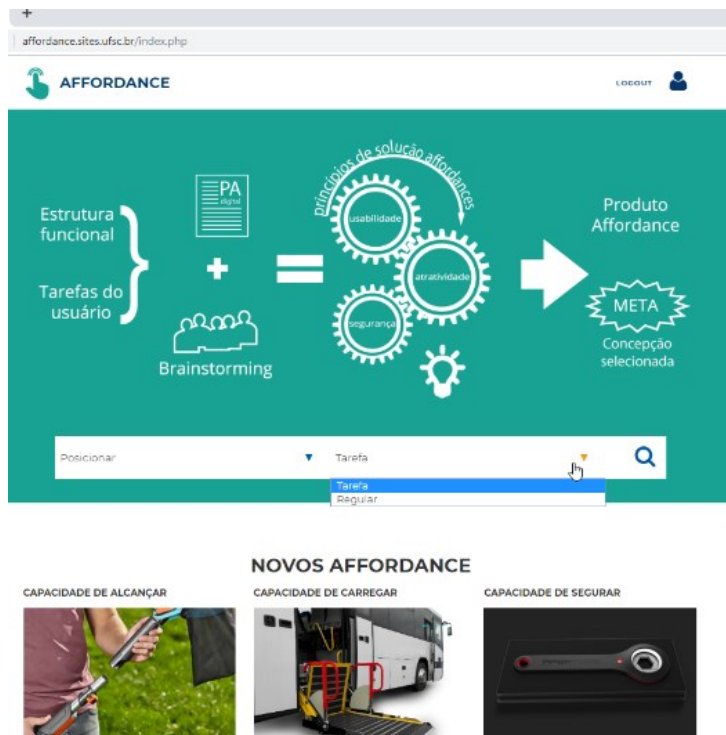 +
affordance.sites.ufsc.br/index.php
AFFORDANCE
LOGOUT
princípios de solução affordances
PA
digital
Estrutura
funcional
Tarefas do
usuário
+
Brainstorming
=
usabilidade
atratividade
segurança
Produto
Affordance
META
Concepção
selecionada
Posicionar
Tarefa
Tarefa
Regular
NOVOS AFFORDANCE
CAPACIDADE DE ALCANÇAR
CAPACIDADE DE CARREGAR
CAPACIDADE DE SEGURAR